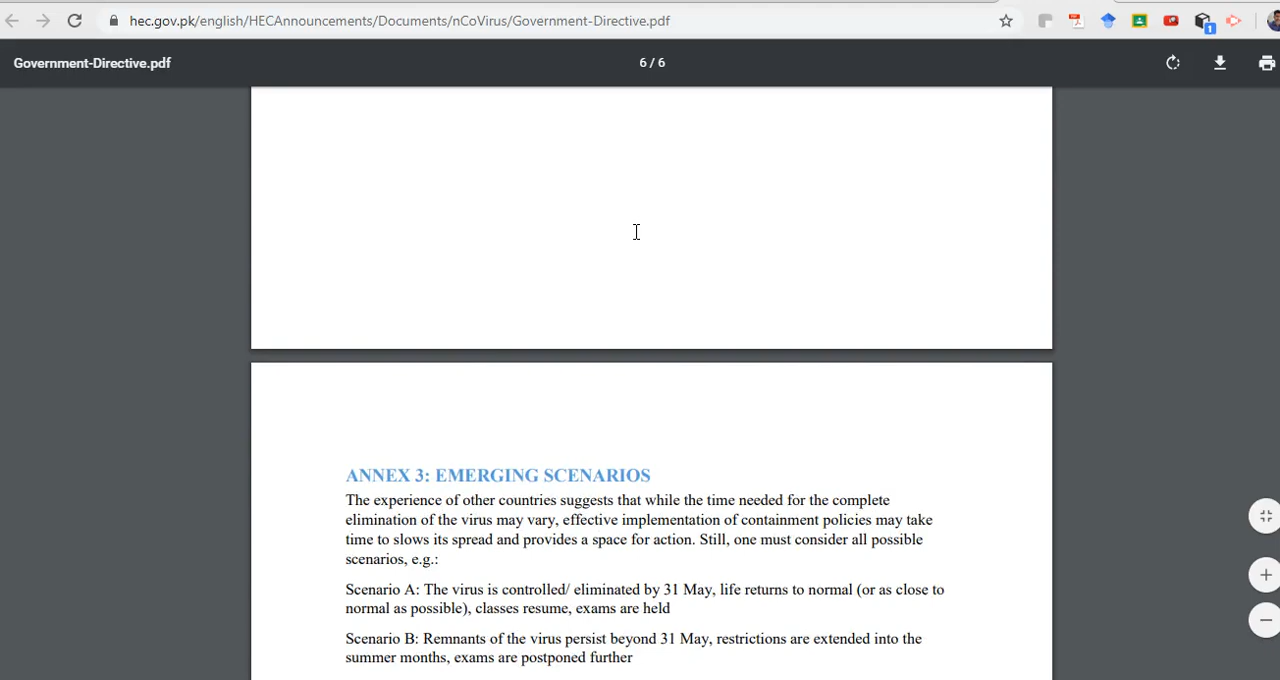 hec.gov.pk/english/HECAnnouncements/Documents/nCoVirus/Government-Directive.pdf
1
Government-Directive.pdf
6 / 6
ANNEX 3: EMERGING SCENARIOS
The experience of other countries suggests that while the time needed for the complete
elimination of the virus may vary, effective implementation of containment policies may take
time to slows its spread and provides a space for action. Still, one must consider all possible
scenarios, e.g.:
Scenario A: The virus is controlled/ eliminated by 31 May, life returns to normal (or as close to
normal as possible), classes resume, exams are held
Scenario B: Remnants of the virus persist beyond 31 May, restrictions are extended into the
summer months, exams are postponed further